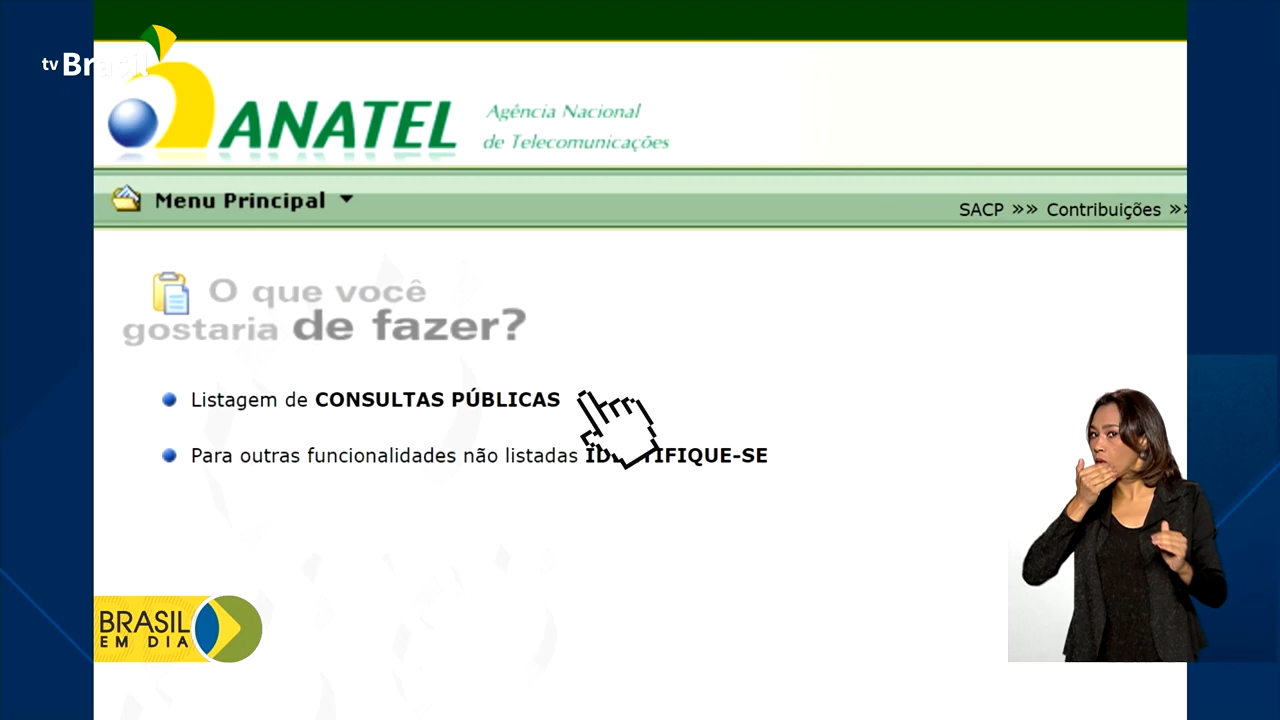 tv Brasil
ANATEL
Agência Nacional
de Telecomunicações
Menu Principal
SACP »» Contribuições »»
O que você
gostaria de fazer?
Listagem de CONSULTAS PÚBLICAS
Para outras funcionalidades não listadas IDENTIFIQUE-SE
BRASIL
EM DIA